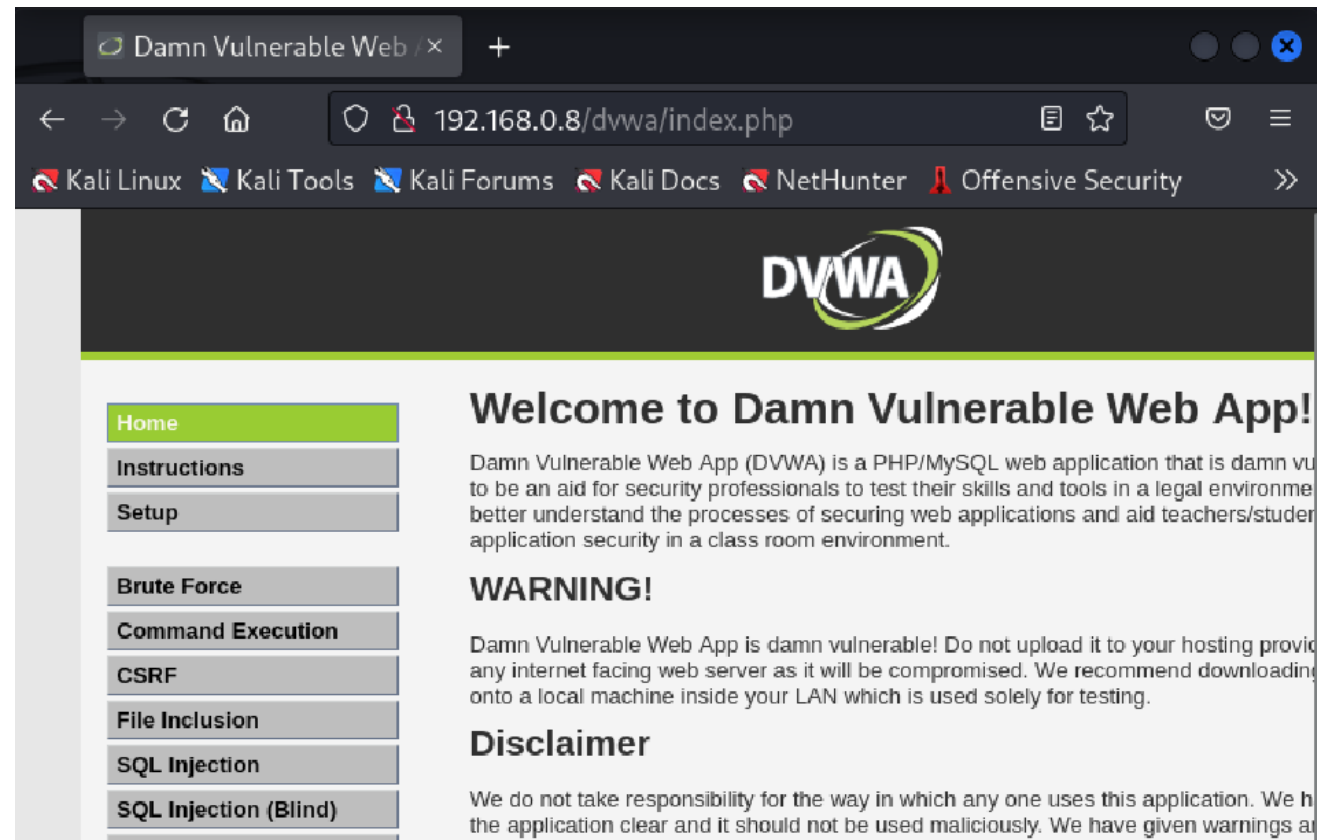 Damn Vulnerable Web A
192.168.0.8/dvwa/index.php
Kali Linux Kali Tools Kali Forums Kali Docs NetHunter Offensive Security
DVWA
Home
Instructions
Setup
Brute Force
Command Execution
CSRF
File Inclusion
SQL Injection
SQL Injection (Blind)
Welcome to Damn Vulnerable Web App!
Damn Vulnerable Web App (DVWA) is a PHP/MySQL web application that is damn vu
to be an aid for security professionals to test their skills and tools in a legal environme
better understand the processes of securing web applications and aid teachers/studen
application security in a class room environment.
WARNING!
Damn Vulnerable Web App is damn vulnerable! Do not upload it to your hosting provid
any internet facing web server as it will be compromised. We recommend downloading
onto a local machine inside your LAN which is used solely for testing.
Disclaimer
We do not take responsibility for the way in which any one uses this application. We h
the application clear and it should not be used maliciously. We have given warnings a